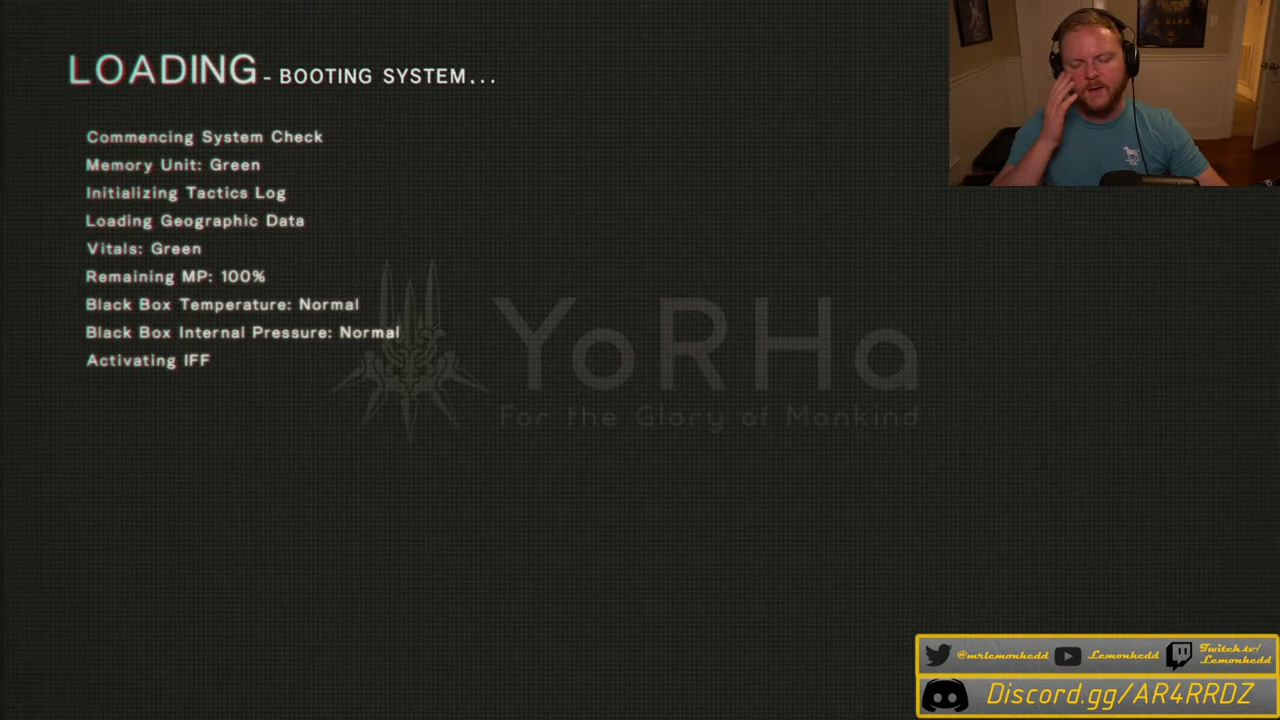 LOADING - BOOTING SYSTEM...
Commencing System Check
Memory Unit: Green
Initializing Tactics Log
Loading Geographic Data
Vitals: Green
Remaining MP: 100%
Black Box Temperature: Normal
Black Box Internal Pressure: Normal
Activating IFF
YoRHa
For the Glory of Mankind
@mrlemonkedd Lemonkedd Twitch.tv/
Lemonkedd
Discord.gg/AR4RRDZ